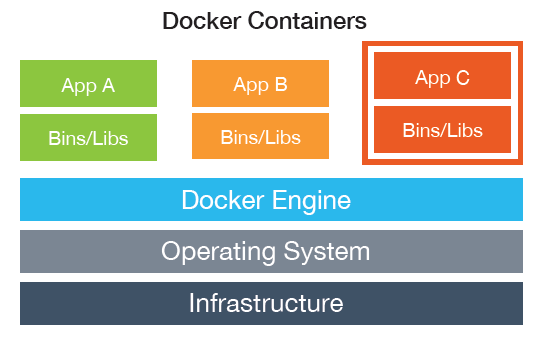 Docker Containers
App A
App B
App C
Bins/Libs
Bins/Libs
Bins/Libs
Docker Engine
Operating System
Infrastructure